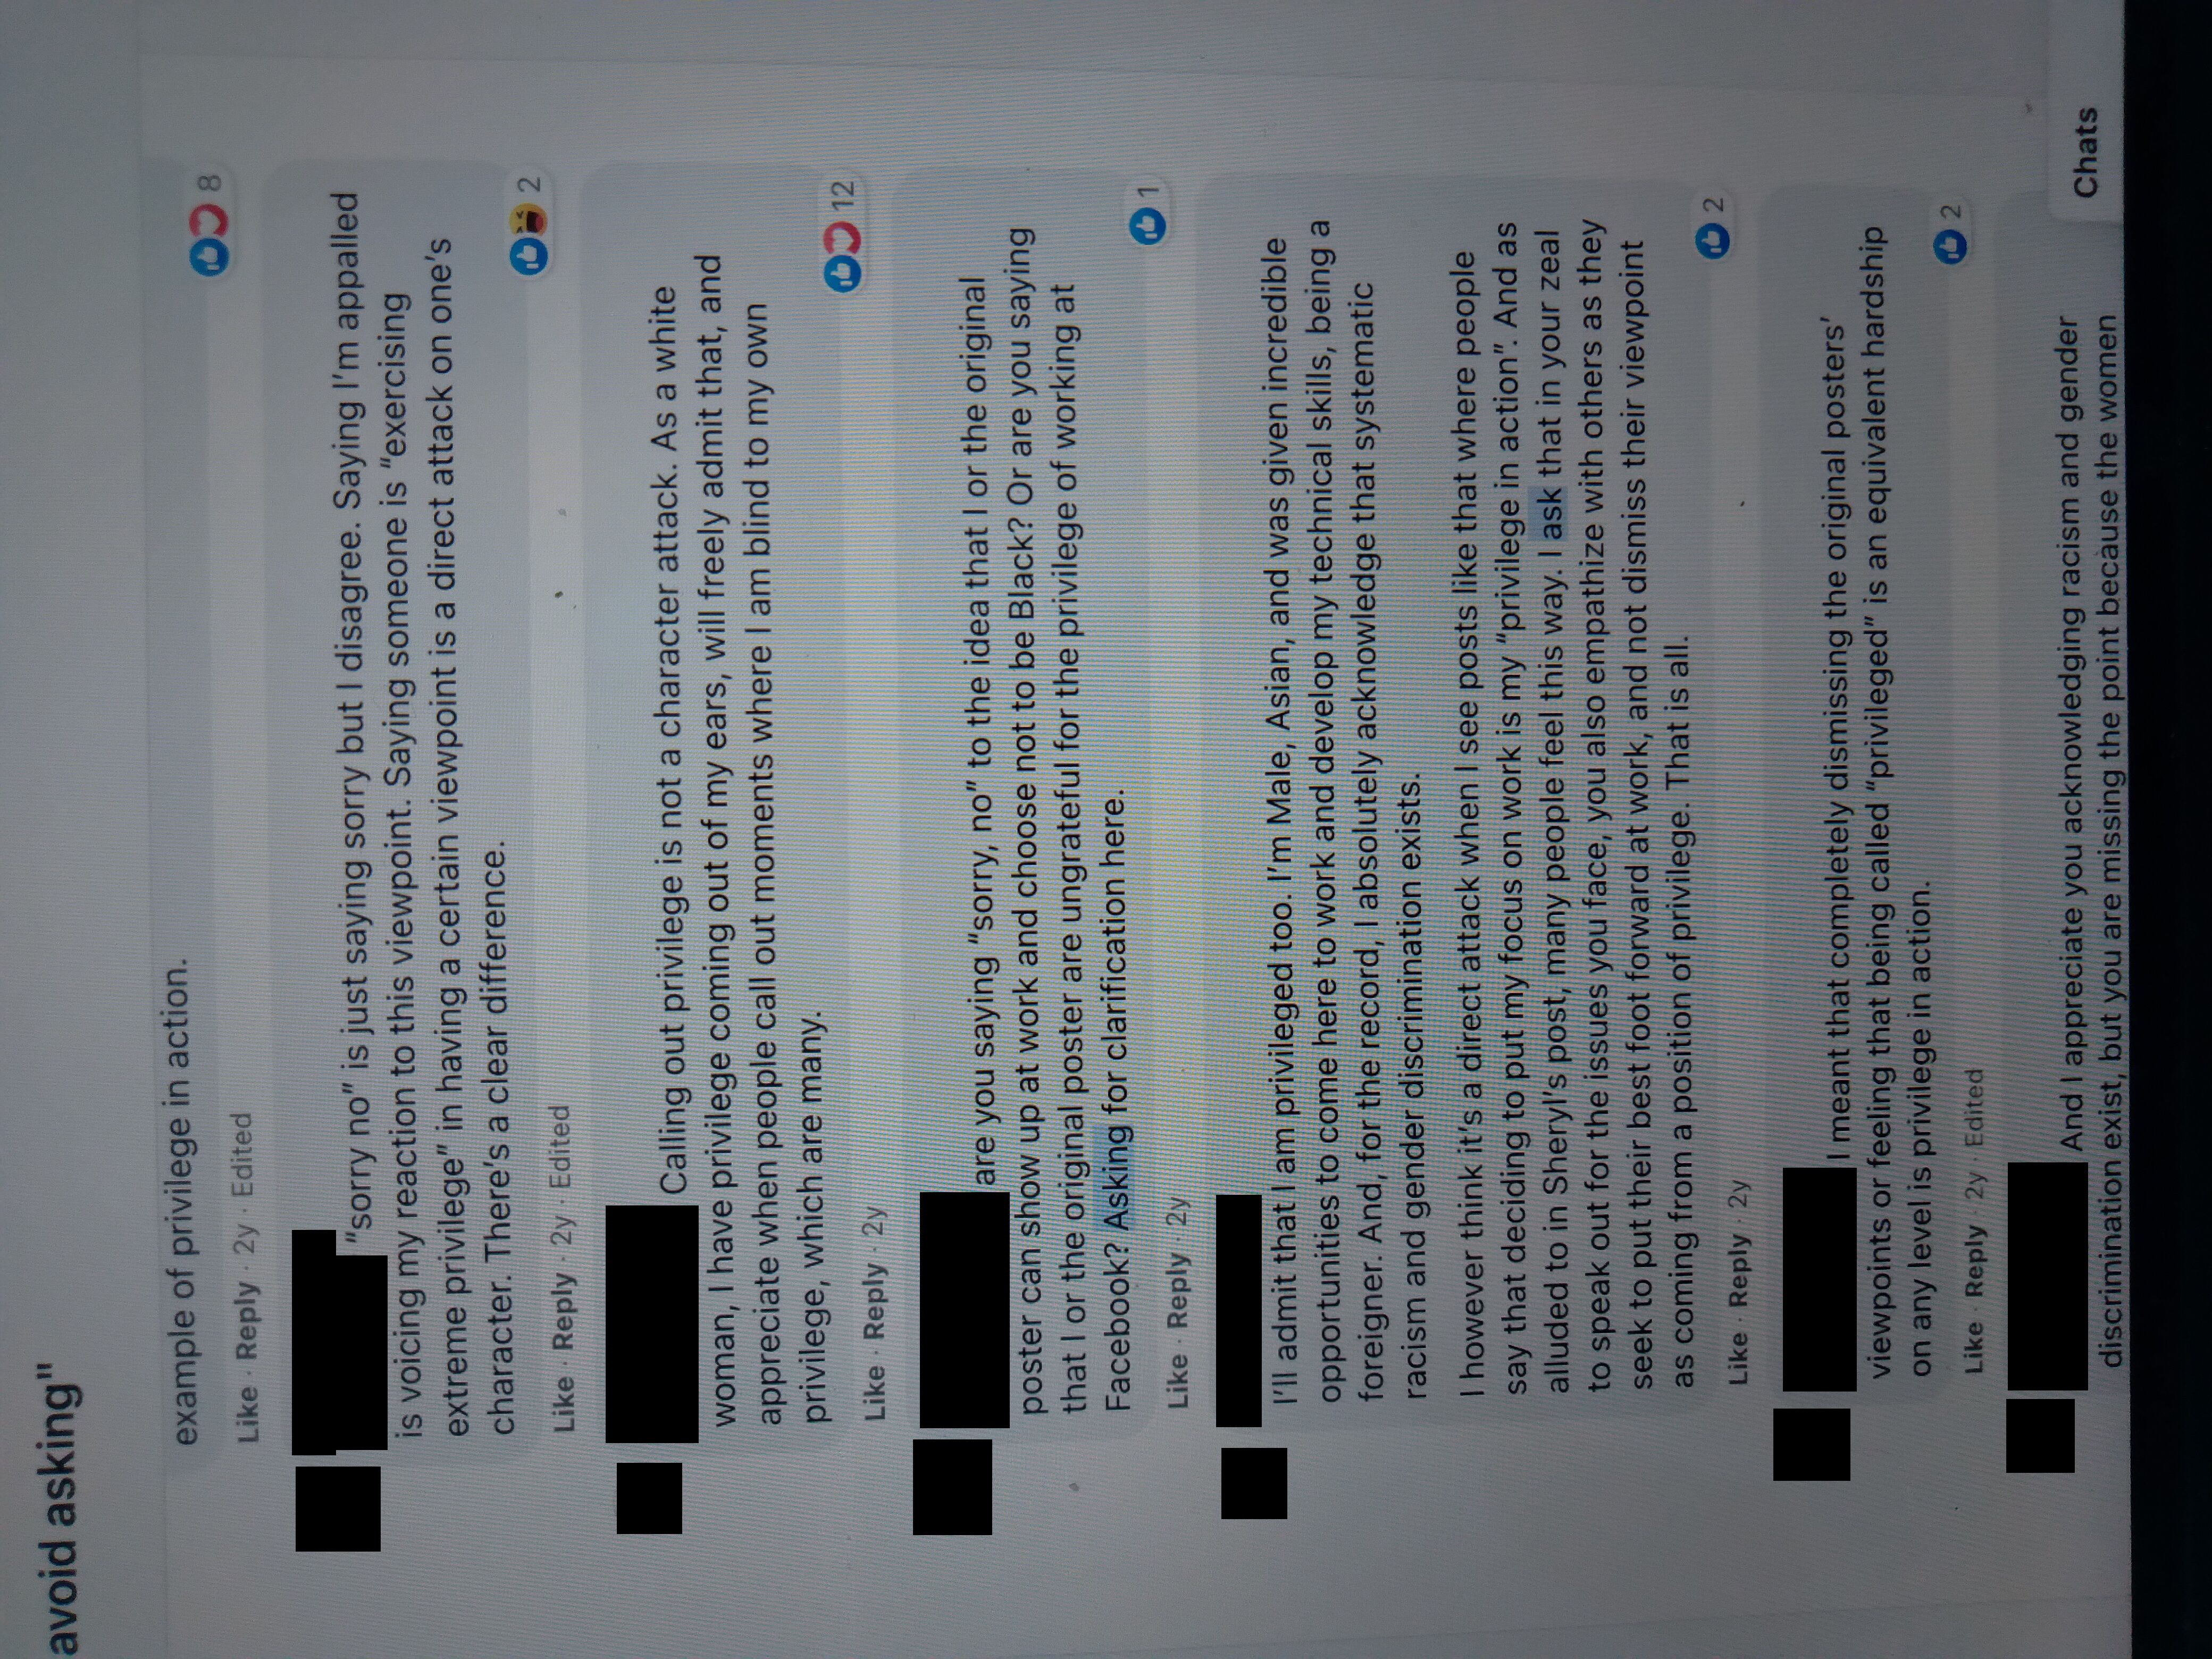 avoid asking"
example of privilege in action.
8
Like · Reply · 2y · Edited
"sorry no" is just saying sorry but I disagree. Saying I'm appalled
is voicing my reaction to this viewpoint. Saying someone is "exercising
extreme privilege" in having a certain viewpoint is a direct attack on one's
character. There's a clear difference.
2
Like · Reply · 2y · Edited
Calling out privilege is not a character attack. As a white
woman, I have privilege coming out of my ears, will freely admit that, and
appreciate when people call out moments where I am blind to my own
privilege, which are many.
12
Like · Reply · 2y
are you saying "sorry, no" to the idea that I or the original
poster can show up at work and choose not to be Black? Or are you saying
that I or the original poster are ungrateful for the privilege of working at
Facebook? Asking for clarification here.
1
Like · Reply · 2y
I'll admit that I am privileged too. I'm Male, Asian, and was given incredible
opportunities to come here to work and develop my technical skills, being a
foreigner. And, for the record, I absolutely acknowledge that systematic
racism and gender discrimination exists.
I however think it's a direct attack when I see posts like that where people
say that deciding to put my focus on work is my "privilege in action". And as
alluded to in Sheryl's post, many people feel this way. I ask that in your zeal
to speak out for the issues you face, you also empathize with others as they
seek to put their best foot forward at work, and not dismiss their viewpoint
as coming from a position of privilege. That is all.
2
Like · Reply · 2y
I meant that completely dismissing the original posters'
viewpoints or feeling that being called "privileged" is an equivalent hardship
on any level is privilege in action.
2
Like · Reply · 2y · Edited
And I appreciate you acknowledging racism and gender
discrimination exist, but you are missing the point because the women
Chats